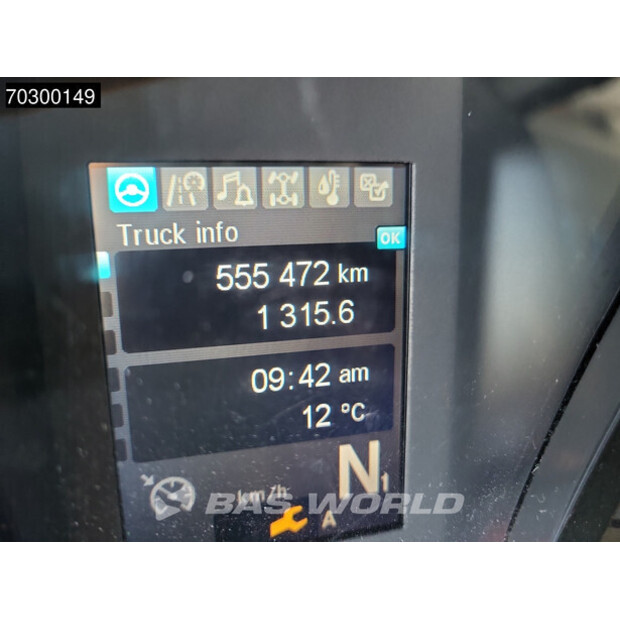 70300149
Truck info
OK
555 472 km
1 315.6
09:42 am
12 °C
N1
km/h
BAS WORLD
A